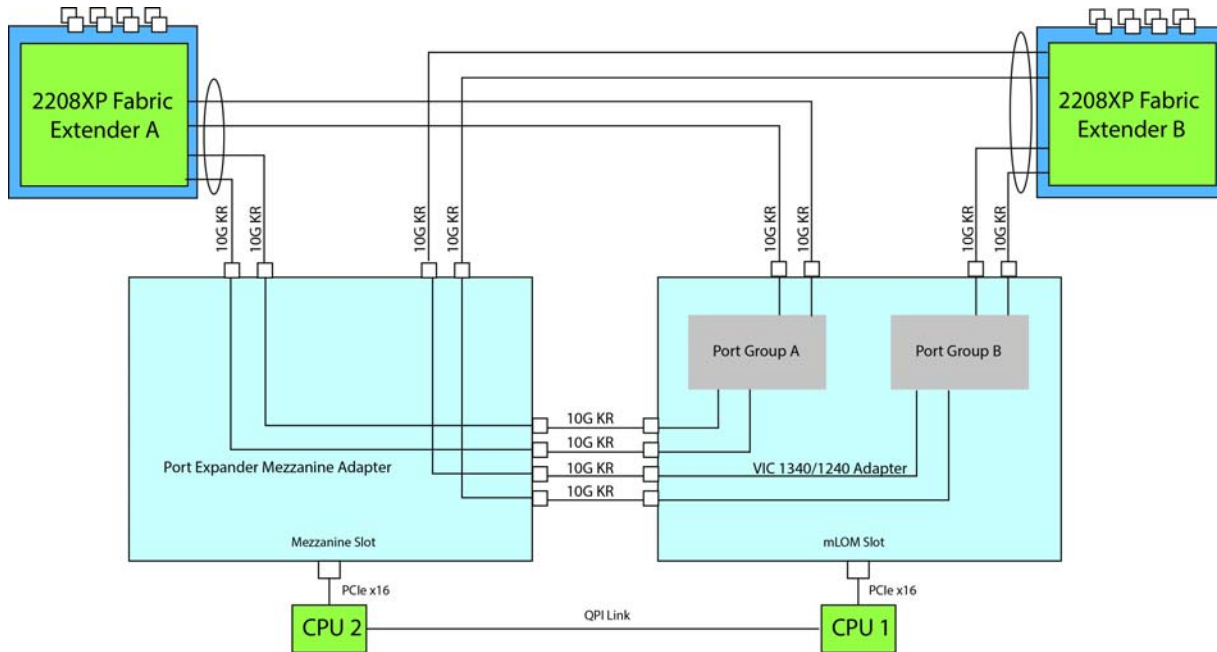 2208XP Fabric
Extender A
2208XP Fabric
Extender B
10G KR
10G KR
10G KR
10G KR
10G KR
10G KR
10G KR
10G KR
Port Group A
Port Group B
10G KR
10G KR
10G KR
10G KR
Port Expander Mezzanine Adapter
VIC 1340/1240 Adapter
Mezzanine Slot
mLOM Slot
PCIe x16
PCIe x16
QPI Link
CPU 2
CPU 1